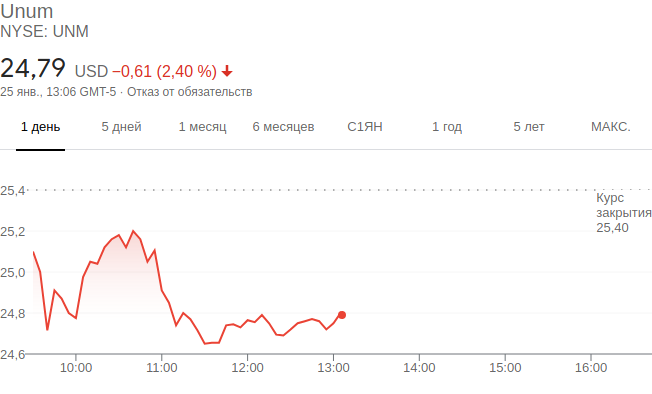 Unum
NYSE: UNM
24,79 USD −0,61 (2,40 %)
25 янв., 13:06 GMT-5 · Отказ от обязательств
1 день 5 дней 1 месяц 6 месяцев С1ЯН 1 год 5 лет МАКС.
25,4
Курс
закрытия
25,40
25,2
25,0
24,8
24,6
10:00 11:00 12:00 13:00 14:00 15:00 16:00